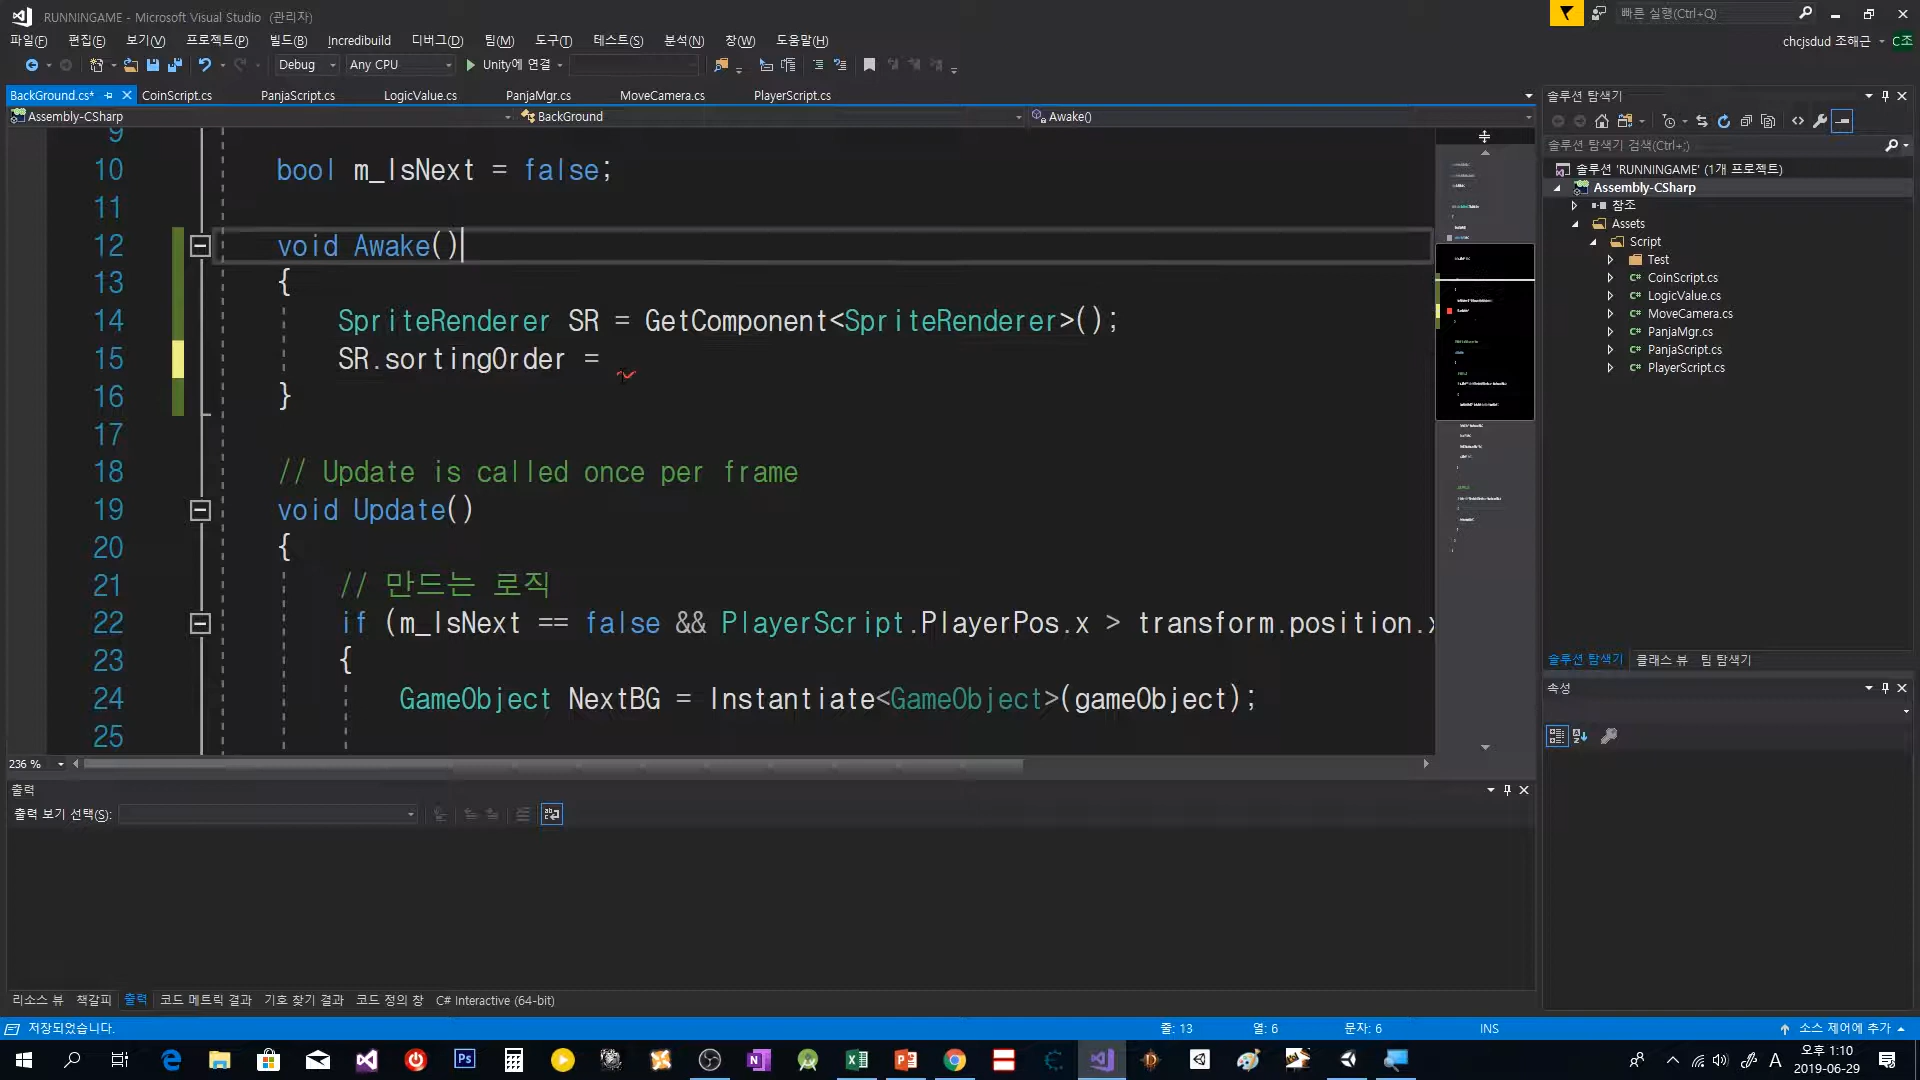 RUNNINGAME - Microsoft Visual Studio (관리자)
빠른 실행(Ctrl+Q)
파일(F) 편집(E) 보기(V) 프로젝트(P) 빌드(B) Incredibuild 디버그(D) 팀(M) 도구(T) 테스트(S) 분석(N) 창(W) 도움말(H)
chcjsdud 조해근 C조
Debug Any CPU Unity에 연결
BackGround.cs* CoinScript.cs PanjaScript.cs LogicValue.cs PanjaMgr.cs MoveCamera.cs PlayerScript.cs
Assembly-CSharp BackGround Awake()
9
10 bool m_IsNext = false;
11
12 void Awake()
13 {
14 SpriteRenderer SR = GetComponent<SpriteRenderer>();
15 SR.sortingOrder =
16 }
17
18 // Update is called once per frame
19 void Update()
20 {
21 // 만드는 로직
22 if (m_IsNext == false && PlayerScript.PlayerPos.x > transform.position.x
23 {
24 GameObject NextBG = Instantiate<GameObject>(gameObject);
25
236 %
솔루션 탐색기
솔루션 탐색기 검색(Ctrl+;)
솔루션 'RUNNINGAME' (1개 프로젝트)
Assembly-CSharp
참조
Assets
Script
Test
C# CoinScript.cs
C# LogicValue.cs
C# MoveCamera.cs
C# PanjaMgr.cs
C# PanjaScript.cs
C# PlayerScript.cs
솔루션 탐색기 클래스 뷰 팀 탐색기
속성
출력
출력 보기 선택(S):
리소스 뷰 책갈피 출력 코드 메트릭 결과 기호 찾기 결과 코드 정의 창 C# Interactive (64-bit)
저장되었습니다. 줄: 13 열: 6 문자: 6 INS 소스 제어에 추가
A 오후 1:10
2019-06-29